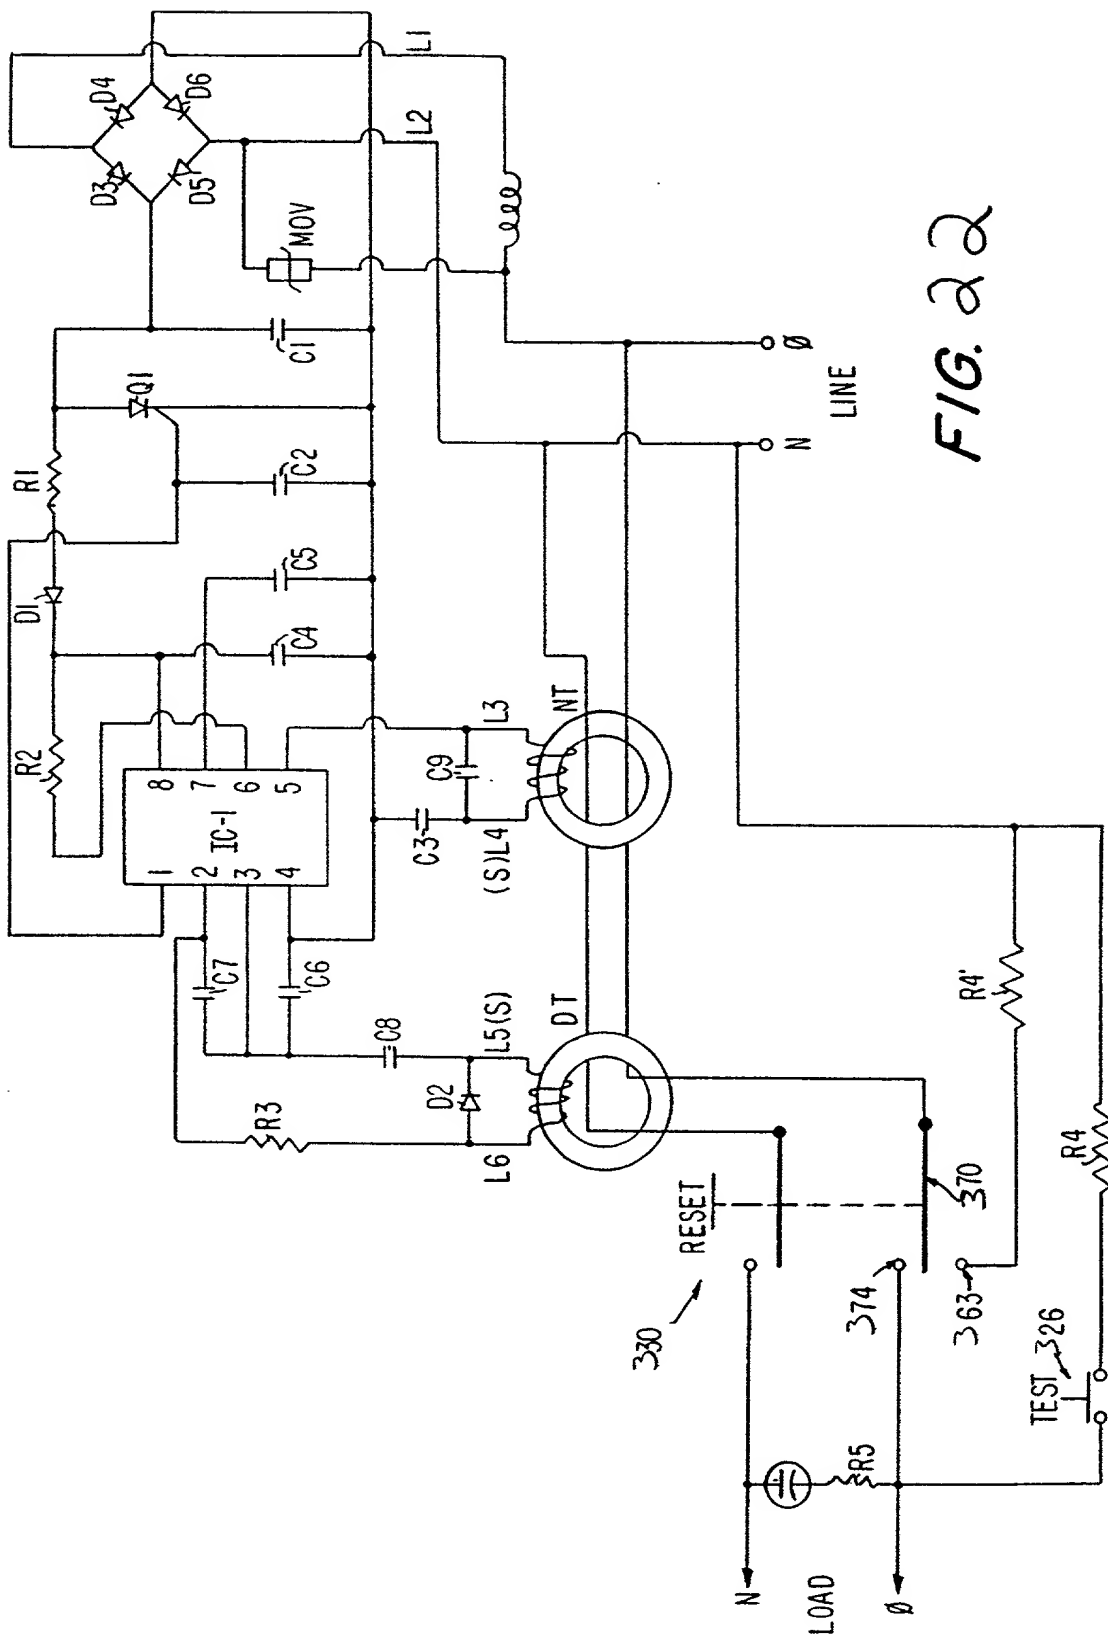 L1
L2
D4
D6
D3
D5
MOV
C1
Q1
R1
C2
D1
C5
C4
R2
IC-1
8
7
6
5
1
2
3
4
L3
C9
NT
C3
(S)L4
C7
C6
C8
L5(S)
DT
D2
R3
L6
N
Ø
LINE
RESET
330
370
374
363
R4'
R4
TEST
326
R5
N
LOAD
Ø
FIG. 22